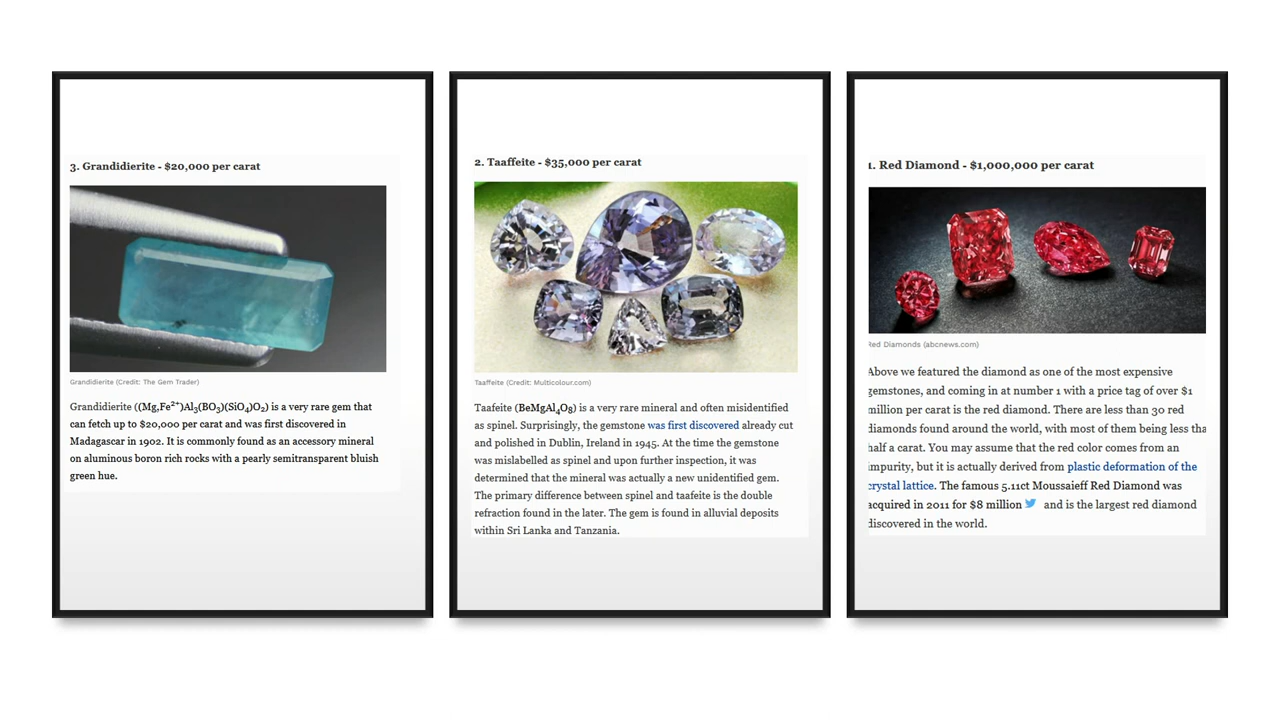 3. Grandidierite - $20,000 per carat
Grandidierite (Credit: The Gem Trader)
Grandidierite ((Mg,Fe²⁺)Al₃(BO₃)(SiO₄)O₂) is a very rare gem that
can fetch up to $20,000 per carat and was first discovered in
Madagascar in 1902. It is commonly found as an accessory mineral
on aluminous boron rich rocks with a pearly semitransparent bluish
green hue.
2. Taaffeite - $35,000 per carat
Taaffeite (Credit: Multicolour.com)
Taafeite (BeMgAl₄O₈) is a very rare mineral and often misidentified
as spinel. Surprisingly, the gemstone was first discovered already cut
and polished in Dublin, Ireland in 1945. At the time the gemstone
was mislabelled as spinel and upon further inspection, it was
determined that the mineral was actually a new unidentified gem.
The primary difference between spinel and taafeite is the double
refraction found in the later. The gem is found in alluvial deposits
within Sri Lanka and Tanzania.
1. Red Diamond - $1,000,000 per carat
Red Diamonds (abcnews.com)
Above we featured the diamond as one of the most expensive
gemstones, and coming in at number 1 with a price tag of over $1
million per carat is the red diamond. There are less than 30 red
diamonds found around the world, with most of them being less tha
half a carat. You may assume that the red color comes from an
impurity, but it is actually derived from plastic deformation of the
crystal lattice. The famous 5.11ct Moussaieff Red Diamond was
acquired in 2011 for $8 million and is the largest red diamond
discovered in the world.